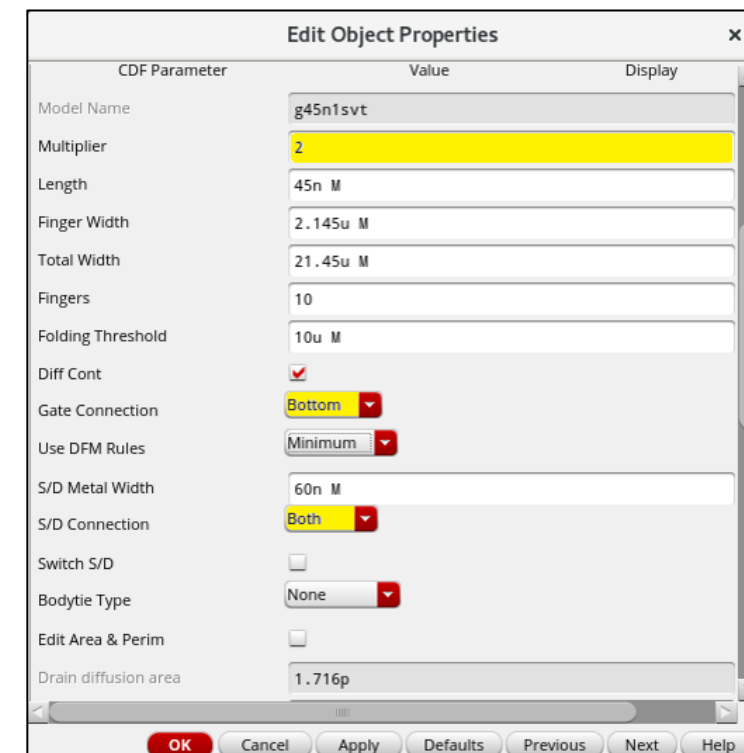 Edit Object Properties ×
CDF Parameter Value Display
Model Name g45n1svt
Multiplier 2
Length 45n M
Finger Width 2.145u M
Total Width 21.45u M
Fingers 10
Folding Threshold 10u M
Diff Cont
Gate Connection Bottom
Use DFM Rules Minimum
S/D Metal Width 60n M
S/D Connection Both
Switch S/D
Bodytie Type None
Edit Area & Perim
Drain diffusion area 1.716p
OK Cancel Apply Defaults Previous Next Help